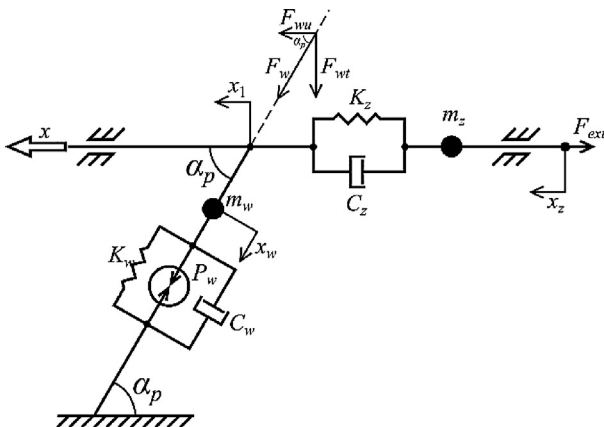 F_wu
α_p
F_w
F_wt
x_1
K_z
m_z
F_ext
x
α_p
C_z
x_z
m_w
x_w
K_w
P_w
C_w
α_p